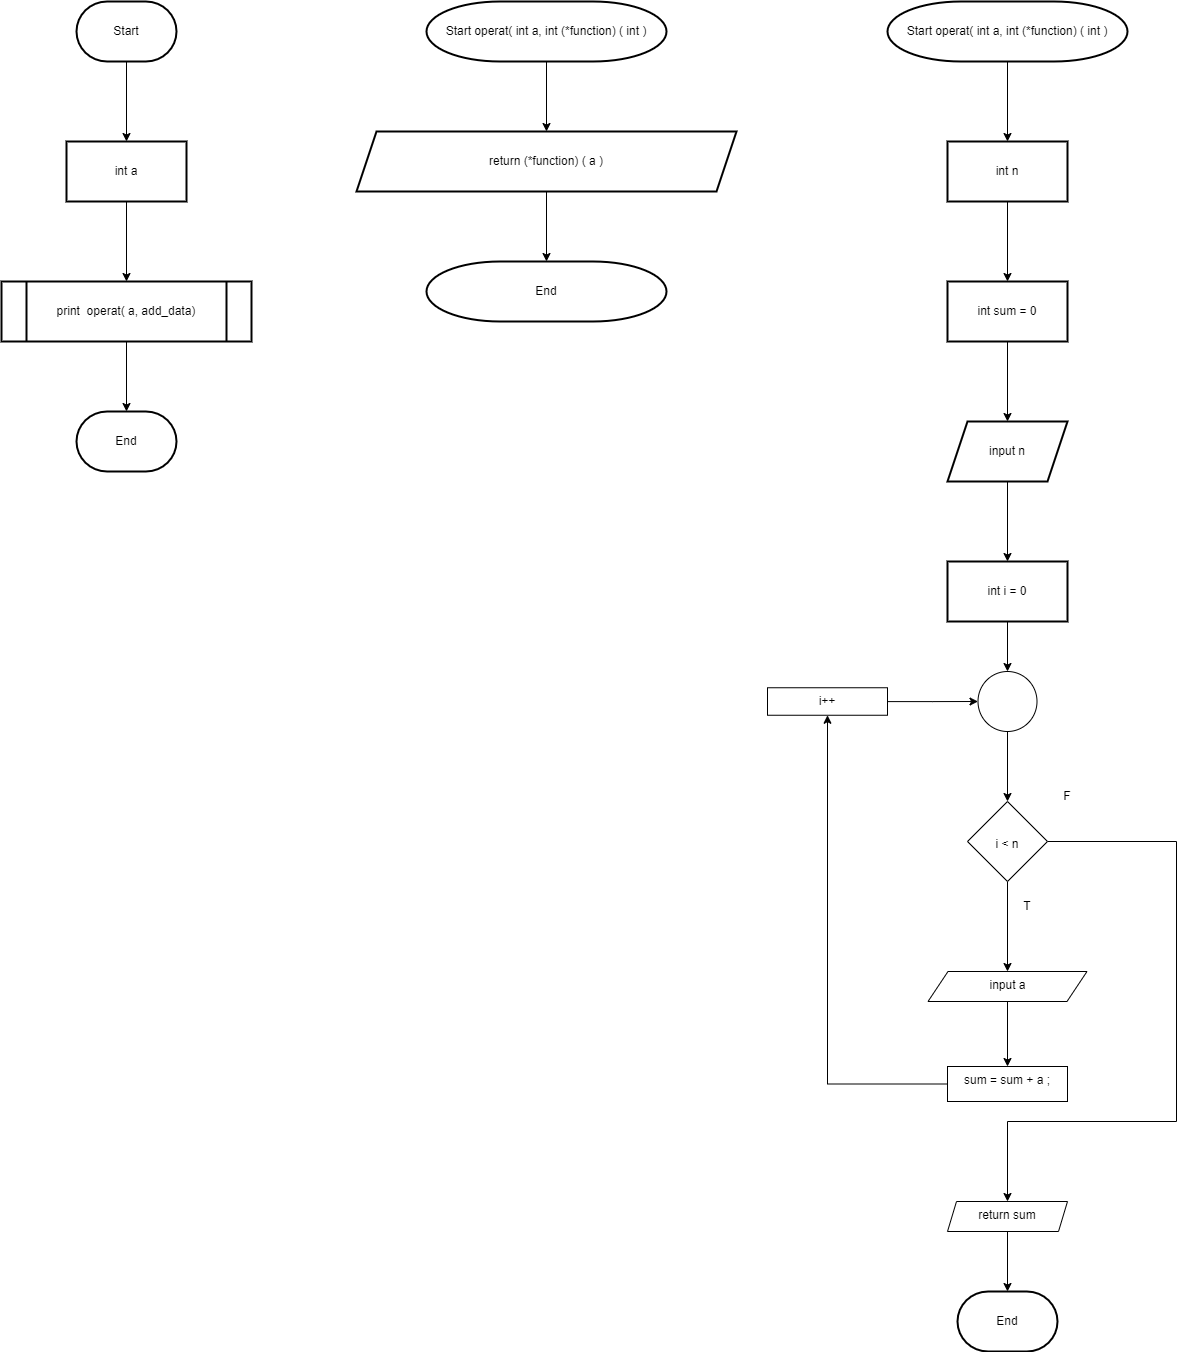 Start
int a
print  operat( a, add_data)
End
Start operat( int a, int (*function) ( int )
return (*function) ( a )
End
Start operat( int a, int (*function) ( int )
int n
int sum = 0
input n
int i = 0
i++
F
i < n
T
input a
sum = sum + a ;
return sum
End